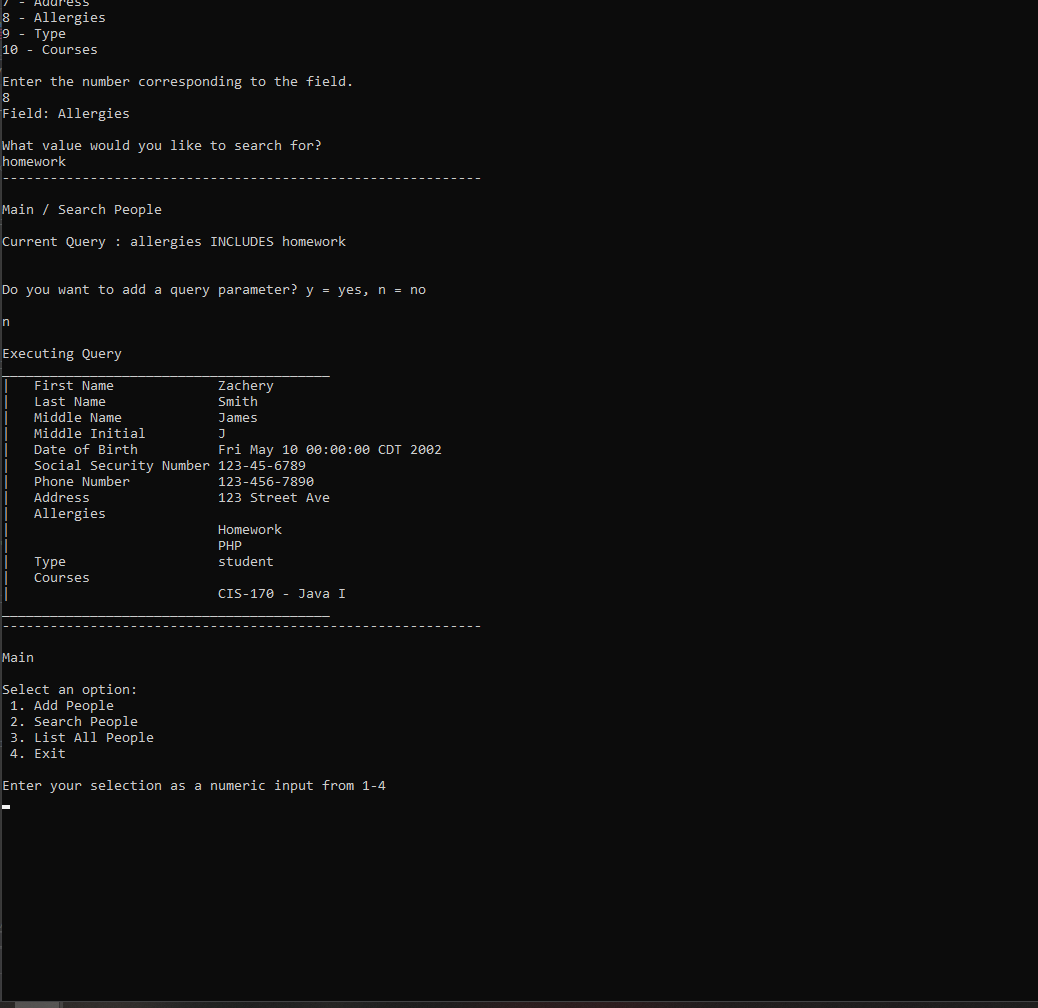 7 - Address
8 - Allergies
9 - Type
10 - Courses
Enter the number corresponding to the field.
8
Field: Allergies
What value would you like to search for?
homework
------------------------------------------------------------
Main / Search People
Current Query : allergies INCLUDES homework
Do you want to add a query parameter? y = yes, n = no
n
Executing Query
_________________________________________
|   First Name             Zachery
|   Last Name              Smith
|   Middle Name            James
|   Middle Initial         J
|   Date of Birth          Fri May 10 00:00:00 CDT 2002
|   Social Security Number 123-45-6789
|   Phone Number           123-456-7890
|   Address                123 Street Ave
|   Allergies
|                          Homework
|                          PHP
|   Type                   student
|   Courses
|                          CIS-170 - Java I
_________________________________________
------------------------------------------------------------
Main
Select an option:
 1. Add People
 2. Search People
 3. List All People
 4. Exit
Enter your selection as a numeric input from 1-4